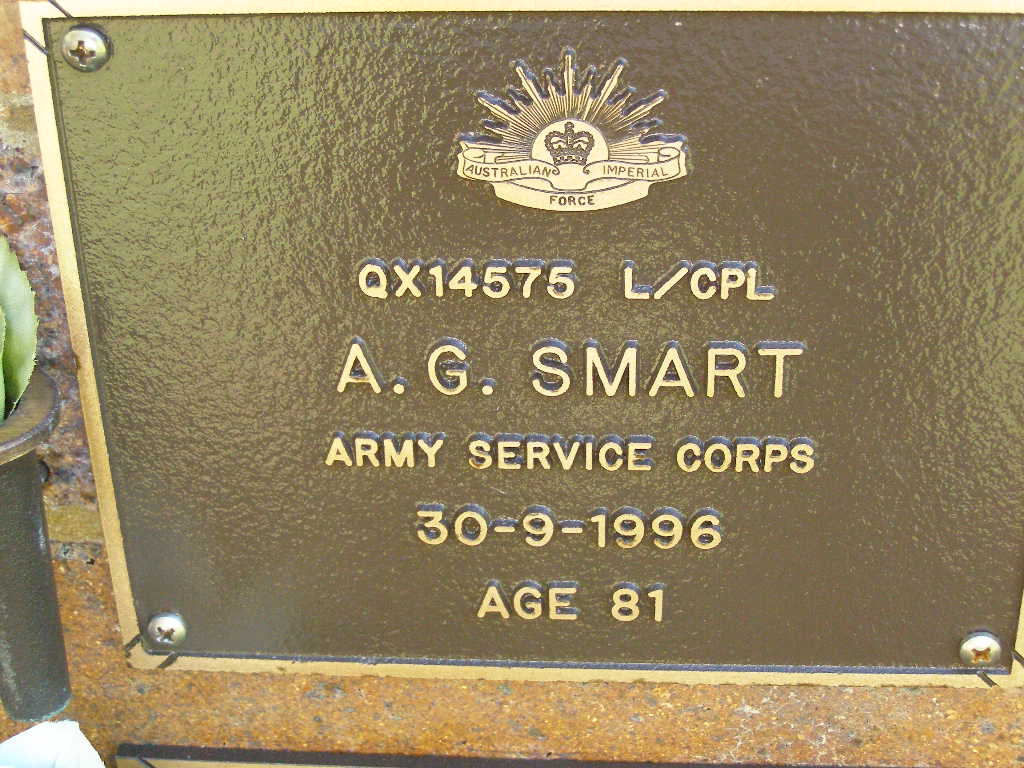 AUSTRALIAN IMPERIAL
FORCE
QX14575 L/CPL
A. G. SMART
ARMY SERVICE CORPS
30-9-1996
AGE 81